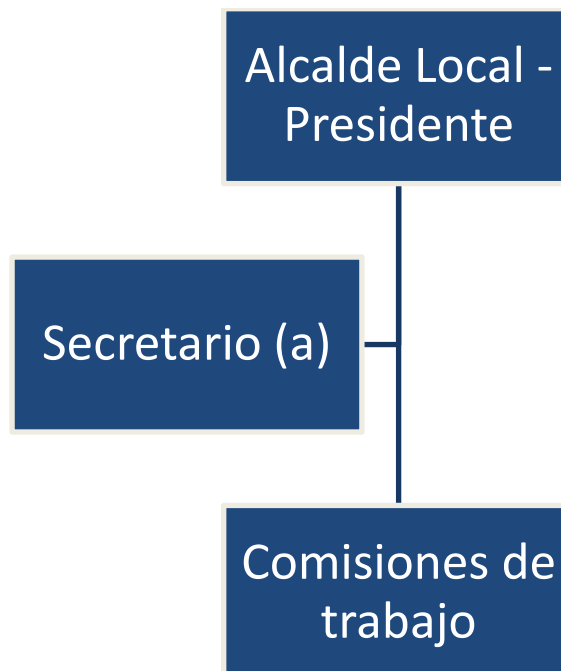 Alcalde Local -
Presidente
Secretario (a)
Comisiones de
trabajo